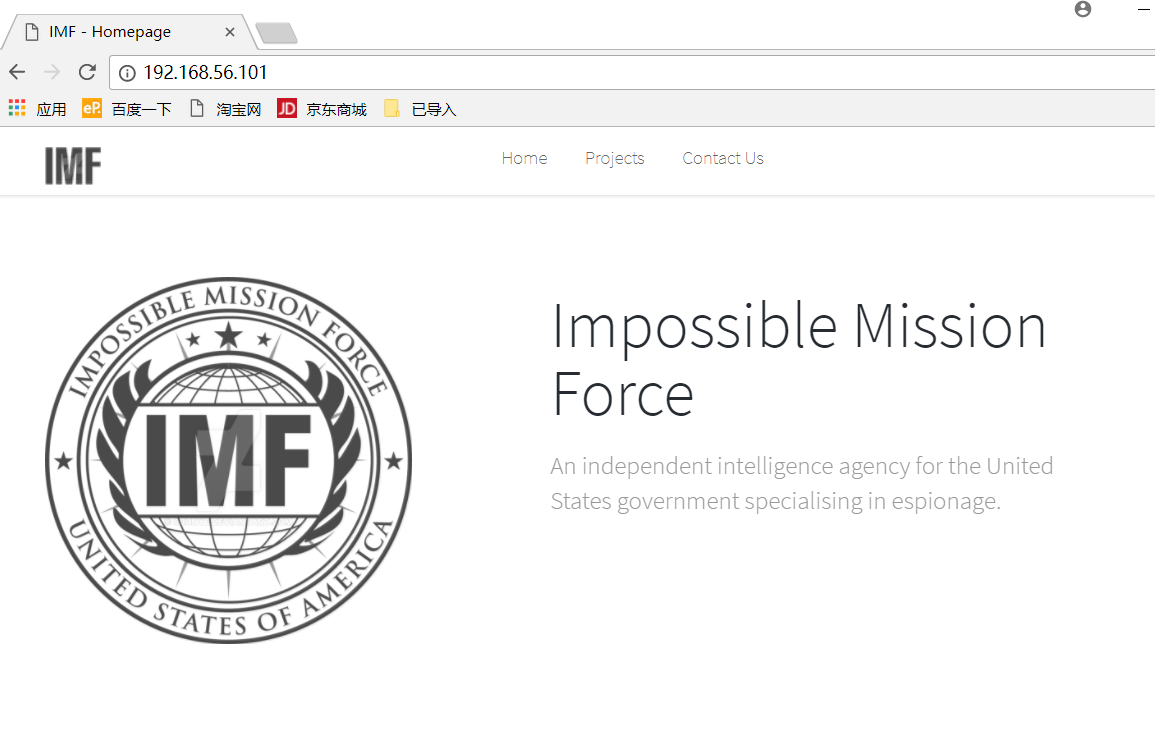 IMF - Homepage
192.168.56.101
应用 百度一下 淘宝网 JD 京东商城 已导入
IMF Home Projects Contact Us
IMPOSSIBLE MISSION FORCE
IMF
UNITED STATES OF AMERICA
Impossible Mission
Force
An independent intelligence agency for the United
States government specialising in espionage.